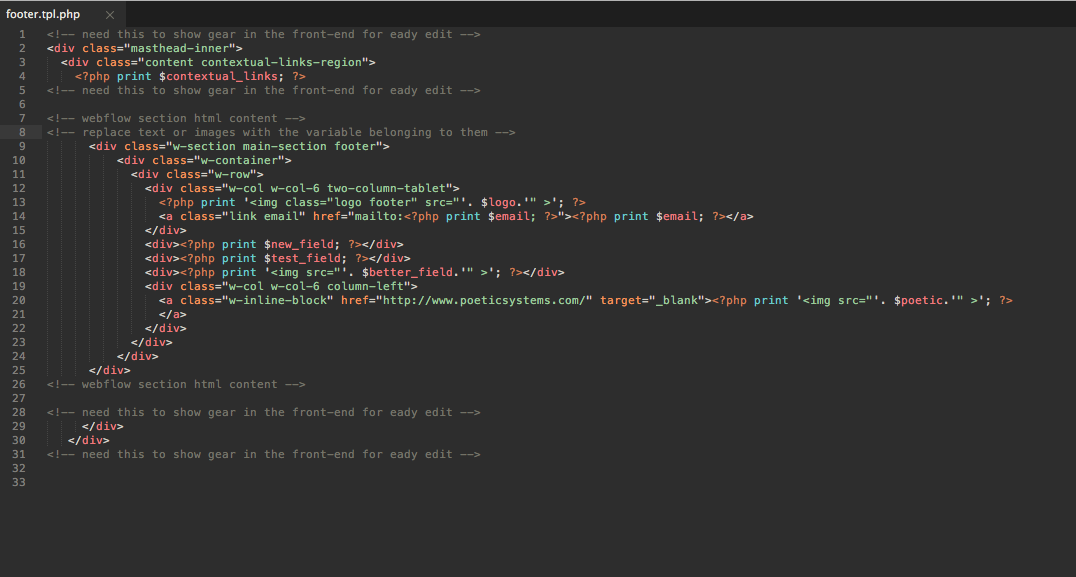 footer.tpl.php ×
1 <!-- need this to show gear in the front-end for eady edit -->
2 <div class="masthead-inner">
3 <div class="content contextual-links-region">
4 <?php print $contextual_links; ?>
5 <!-- need this to show gear in the front-end for eady edit -->
6
7 <!-- webflow section html content -->
8 <!-- replace text or images with the variable belonging to them -->
9 <div class="w-section main-section footer">
10 <div class="w-container">
11 <div class="w-row">
12 <div class="w-col w-col-6 two-column-tablet">
13 <?php print '<img class="logo footer" src="'. $logo.'" >'; ?>
14 <a class="link email" href="mailto:<?php print $email; ?>"><?php print $email; ?></a>
15 </div>
16 <div><?php print $new_field; ?></div>
17 <div><?php print $test_field; ?></div>
18 <div><?php print '<img src="'. $better_field.'" >'; ?></div>
19 <div class="w-col w-col-6 column-left">
20 <a class="w-inline-block" href="http://www.poeticsystems.com/" target="_blank"><?php print '<img src="'. $poetic.'" >'; ?>
21 </a>
22 </div>
23 </div>
24 </div>
25 </div>
26 <!-- webflow section html content -->
27
28 <!-- need this to show gear in the front-end for eady edit -->
29 </div>
30 </div>
31 <!-- need this to show gear in the front-end for eady edit -->
32
33